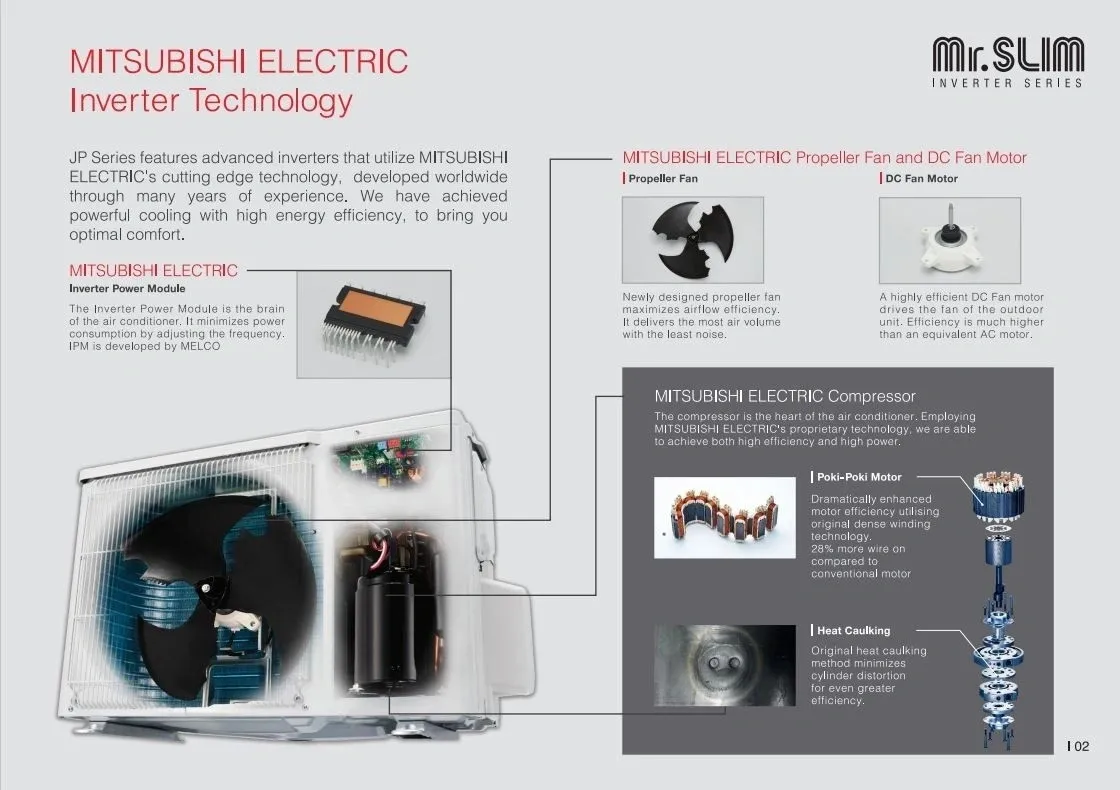 MITSUBISHI ELECTRIC
Inverter Technology
Mr.SLIM
INVERTER SERIES
JP Series features advanced inverters that utilize MITSUBISHI
ELECTRIC's cutting edge technology, developed worldwide
through many years of experience. We have achieved
powerful cooling with high energy efficiency, to bring you
optimal comfort.
MITSUBISHI ELECTRIC
Inverter Power Module
The Inverter Power Module is the brain
of the air conditioner. It minimizes power
consumption by adjusting the frequency.
IPM is developed by MELCO
MITSUBISHI ELECTRIC Propeller Fan and DC Fan Motor
Propeller Fan
Newly designed propeller fan
maximizes airflow efficiency.
It delivers the most air volume
with the least noise.
DC Fan Motor
A highly efficient DC Fan motor
drives the fan of the outdoor
unit. Efficiency is much higher
than an equivalent AC motor.
MITSUBISHI ELECTRIC Compressor
The compressor is the heart of the air conditioner. Employing
MITSUBISHI ELECTRIC's proprietary technology, we are able
to achieve both high efficiency and high power.
Poki-Poki Motor
Dramatically enhanced
motor efficiency utilising
original dense winding
technology.
28% more wire on
compared to
conventional motor
Heat Caulking
Original heat caulking
method minimizes
cylinder distortion
for even greater
efficiency.
02